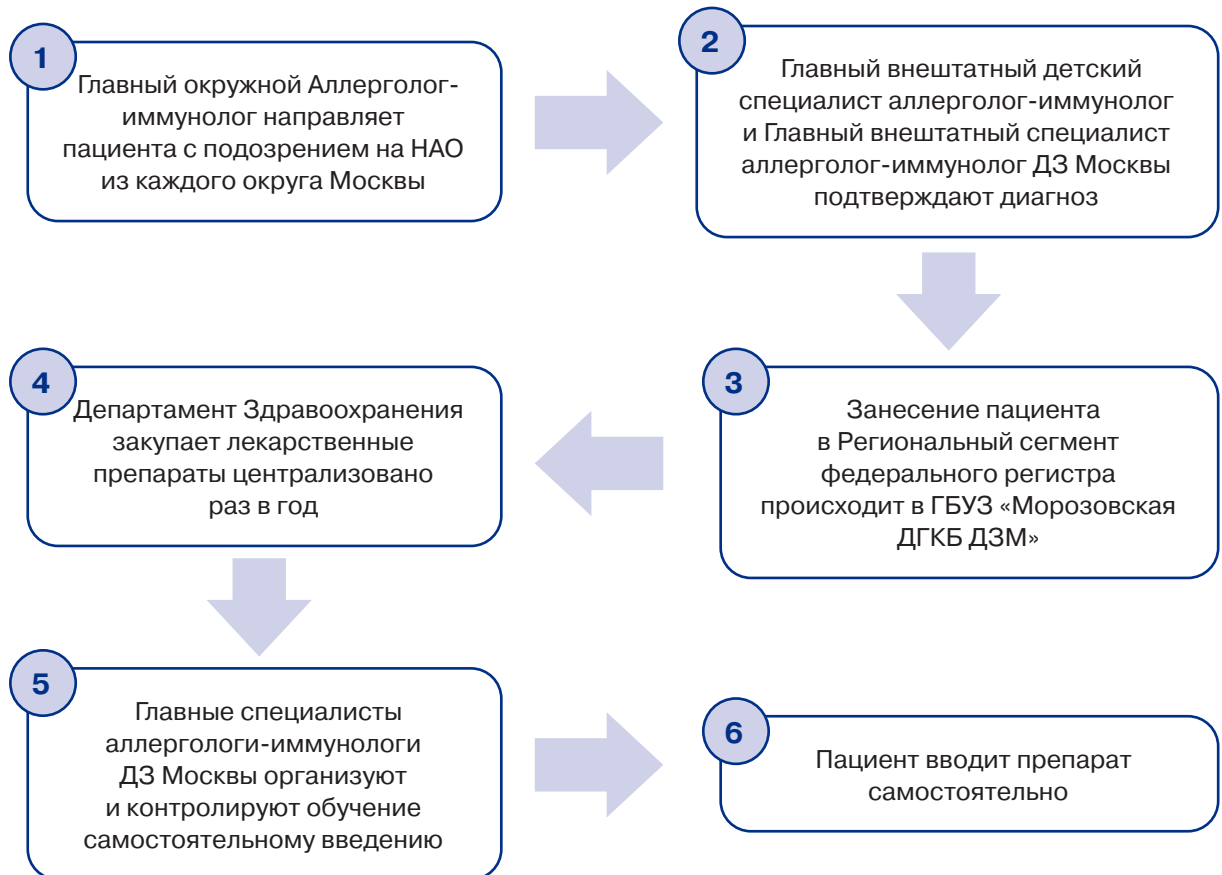 1
Главный окружной Аллерголог-
иммунолог направляет
пациента с подозрением на НАО
из каждого округа Москвы
2
Главный внештатный детский
специалист аллерголог-иммунолог
и Главный внештатный специалист
аллерголог-иммунолог ДЗ Москвы
подтверждают диагноз
3
Занесение пациента
в Региональный сегмент
федерального регистра
происходит в ГБУЗ «Морозовская
ДГКБ ДЗМ»
4
Департамент Здравоохранения
закупает лекарственные
препараты централизовано
раз в год
5
Главные специалисты
аллергологи-иммунологи
ДЗ Москвы организуют
и контролируют обучение
самостоятельному введению
6
Пациент вводит препарат
самостоятельно